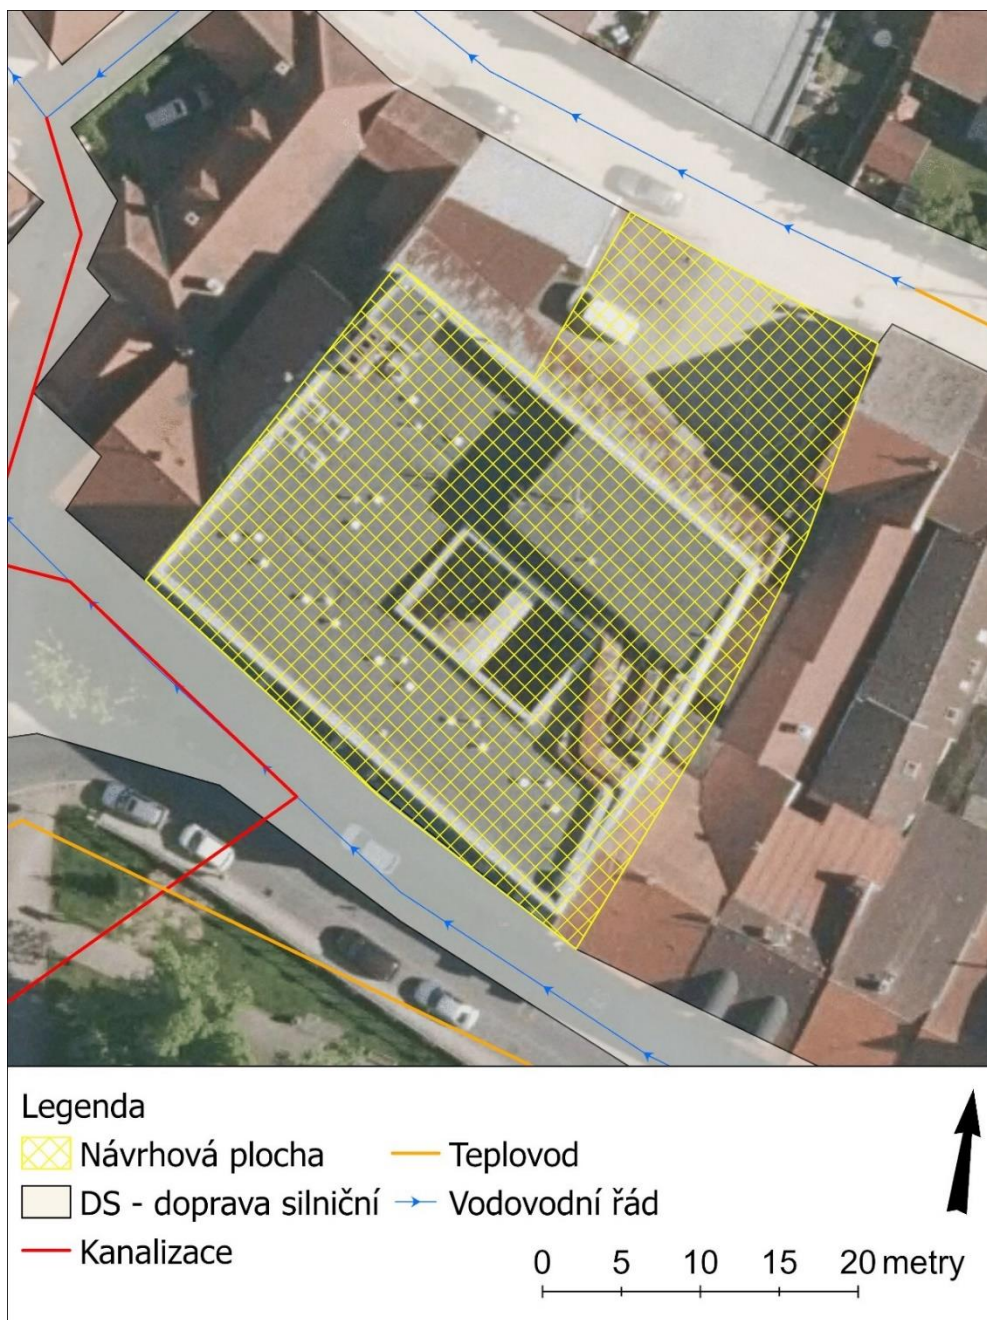 Legenda
Návrhová plocha
Teplovod
DS - doprava silniční
Vodovodní řád
Kanalizace
0 5 10 15 20 metry